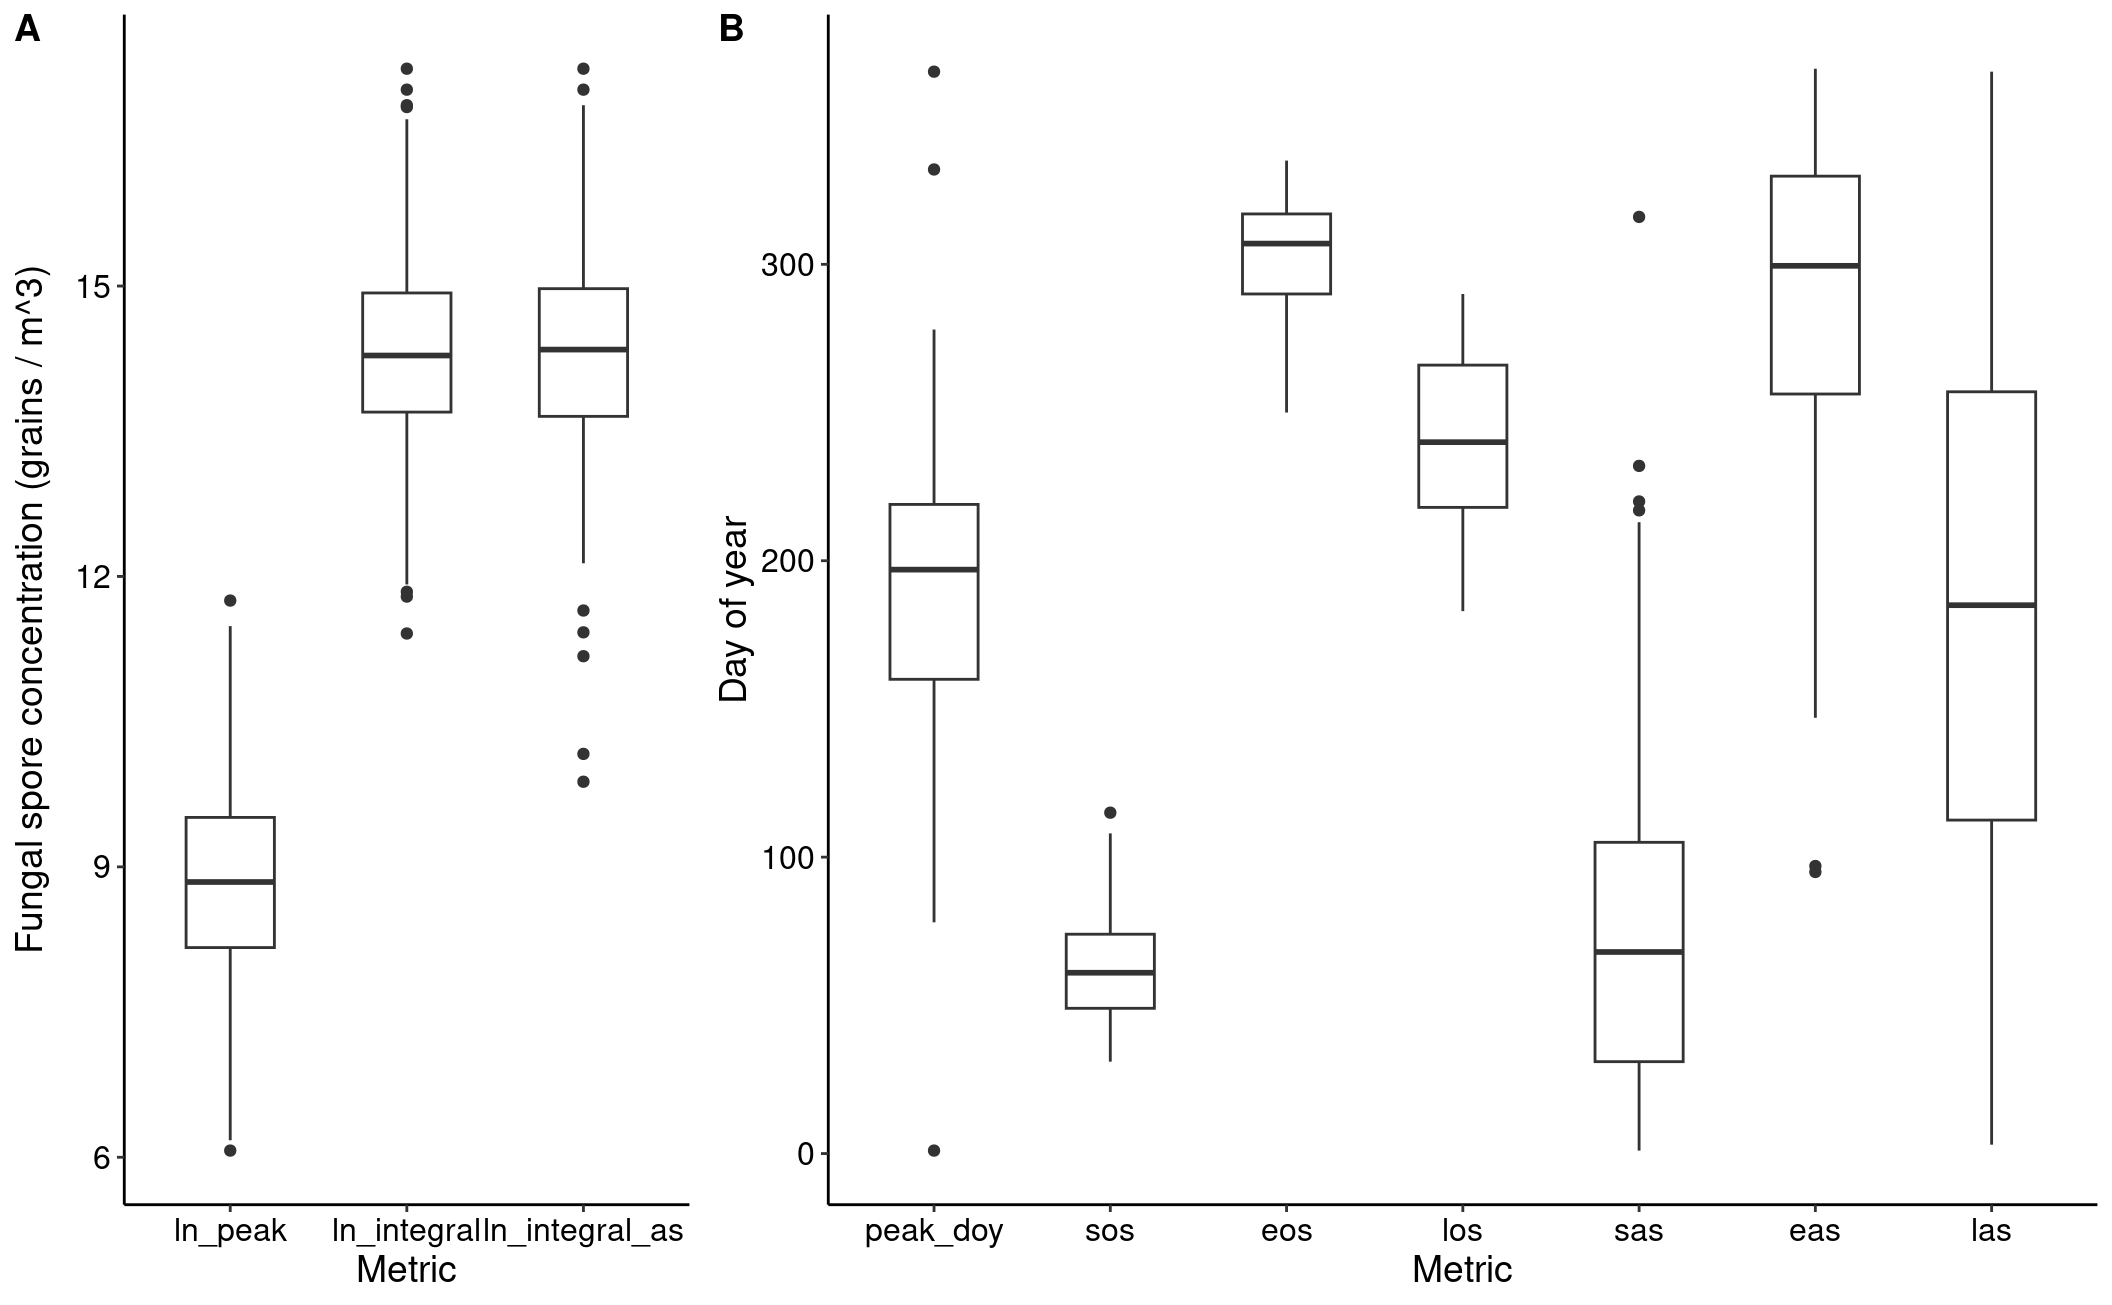 A
Fungal spore concentration (grains / m^3)
15
12
9
6
ln_peak ln_integral ln_integral_as
Metric
B
Day of year
300
200
100
0
peak_doy sos eos los sas eas las
Metric